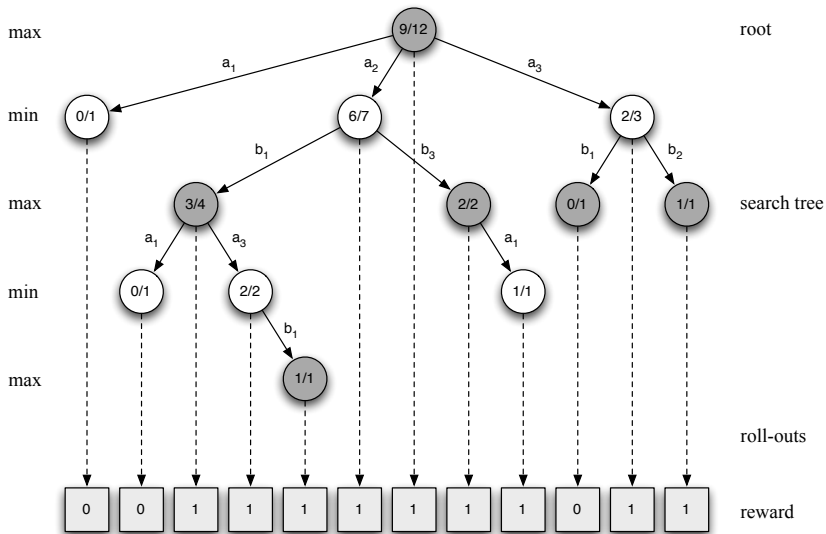 max 9/12 root
a1 a2 a3
min 0/1 6/7 2/3
b1 b3 b1 b2
max 3/4 2/2 0/1 1/1 search tree
a1 a3 a1
min 0/1 2/2 1/1
b1
max 1/1
roll-outs
0 0 1 1 1 1 1 1 1 0 1 1 reward